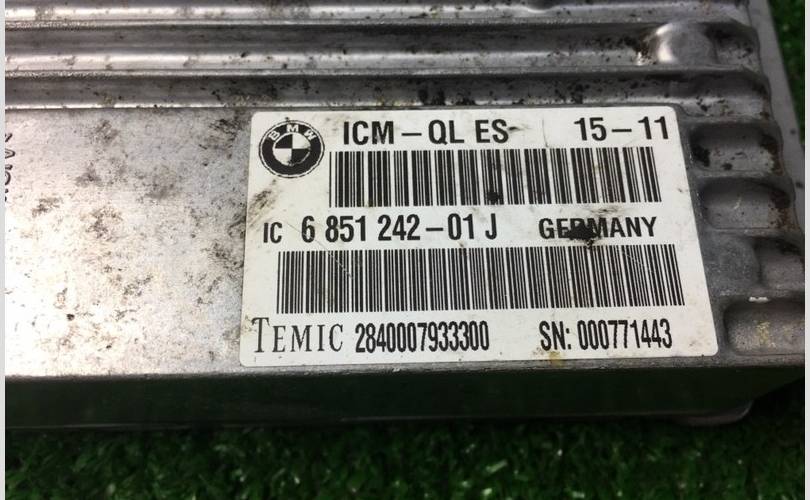 BMW
ICM-QL ES 15-11
IC 6 851 242-01 J GERMANY
TEMIC 2840007933300 SN: 000771443